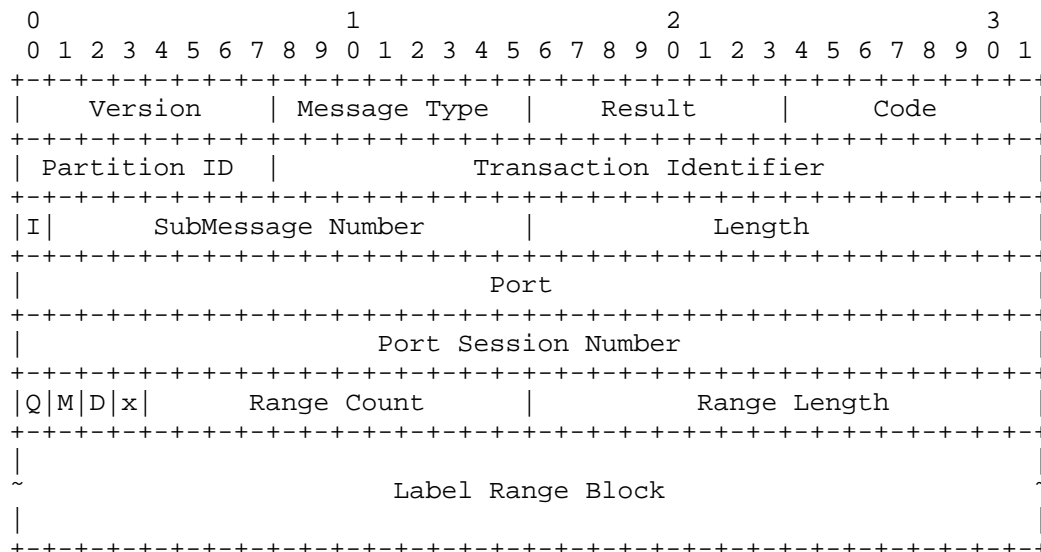 0                   1                   2                   3
 0 1 2 3 4 5 6 7 8 9 0 1 2 3 4 5 6 7 8 9 0 1 2 3 4 5 6 7 8 9 0 1
+-+-+-+-+-+-+-+-+-+-+-+-+-+-+-+-+-+-+-+-+-+-+-+-+-+-+-+-+-+-+-+-+
|    Version    | Message Type  |    Result     |     Code      |
+-+-+-+-+-+-+-+-+-+-+-+-+-+-+-+-+-+-+-+-+-+-+-+-+-+-+-+-+-+-+-+-+
| Partition ID  |            Transaction Identifier             |
+-+-+-+-+-+-+-+-+-+-+-+-+-+-+-+-+-+-+-+-+-+-+-+-+-+-+-+-+-+-+-+-+
|I|      SubMessage Number      |           Length              |
+-+-+-+-+-+-+-+-+-+-+-+-+-+-+-+-+-+-+-+-+-+-+-+-+-+-+-+-+-+-+-+-+
|                             Port                              |
+-+-+-+-+-+-+-+-+-+-+-+-+-+-+-+-+-+-+-+-+-+-+-+-+-+-+-+-+-+-+-+-+
|                      Port Session Number                      |
+-+-+-+-+-+-+-+-+-+-+-+-+-+-+-+-+-+-+-+-+-+-+-+-+-+-+-+-+-+-+-+-+
|Q|M|D|x|      Range Count      |          Range Length         |
+-+-+-+-+-+-+-+-+-+-+-+-+-+-+-+-+-+-+-+-+-+-+-+-+-+-+-+-+-+-+-+-+
|                                                               |
~                       Label Range Block                       ~
|                                                               |
+-+-+-+-+-+-+-+-+-+-+-+-+-+-+-+-+-+-+-+-+-+-+-+-+-+-+-+-+-+-+-+-+